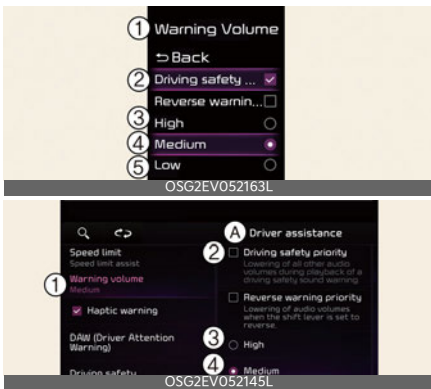 ① Warning Volume
⮌ Back
② Driving safety ...
Reverse warnin...
③ High
④ Medium
⑤ Low
OSG2EV052163L
Ⓐ Driver assistance
Speed limit
Speed limit assist
① Warning volume
Medium
Haptic warning
DAW (Driver Attention
Warning)
Driving safety
② Driving safety priority
Lowering of all other audio
volumes during playback of a
driving safety sound warning.
Reverse warning priority
Lowering of audio volumes
when the shift lever is set to
reverse.
③ High
④ Medium
OSG2EV052145L